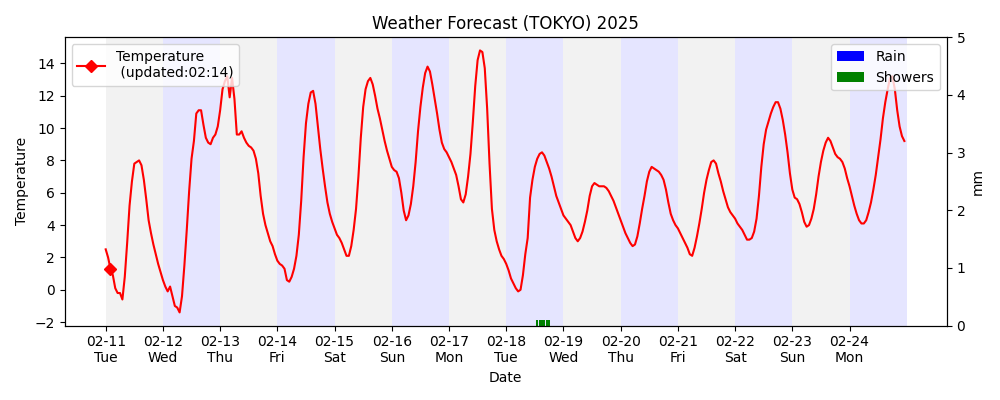 Weather Forecast (TOKYO) 2025
Temperature
(updated:02:14)
Rain
Showers
Temperature
14
12
10
8
6
4
2
0
−2
5
4
3
2
1
0
mm
02-11 02-12 02-13 02-14 02-15 02-16 02-17 02-18 02-19 02-20 02-21 02-22 02-23 02-24
Tue Wed Thu Fri Sat Sun Mon Tue Wed Thu Fri Sat Sun Mon
Date